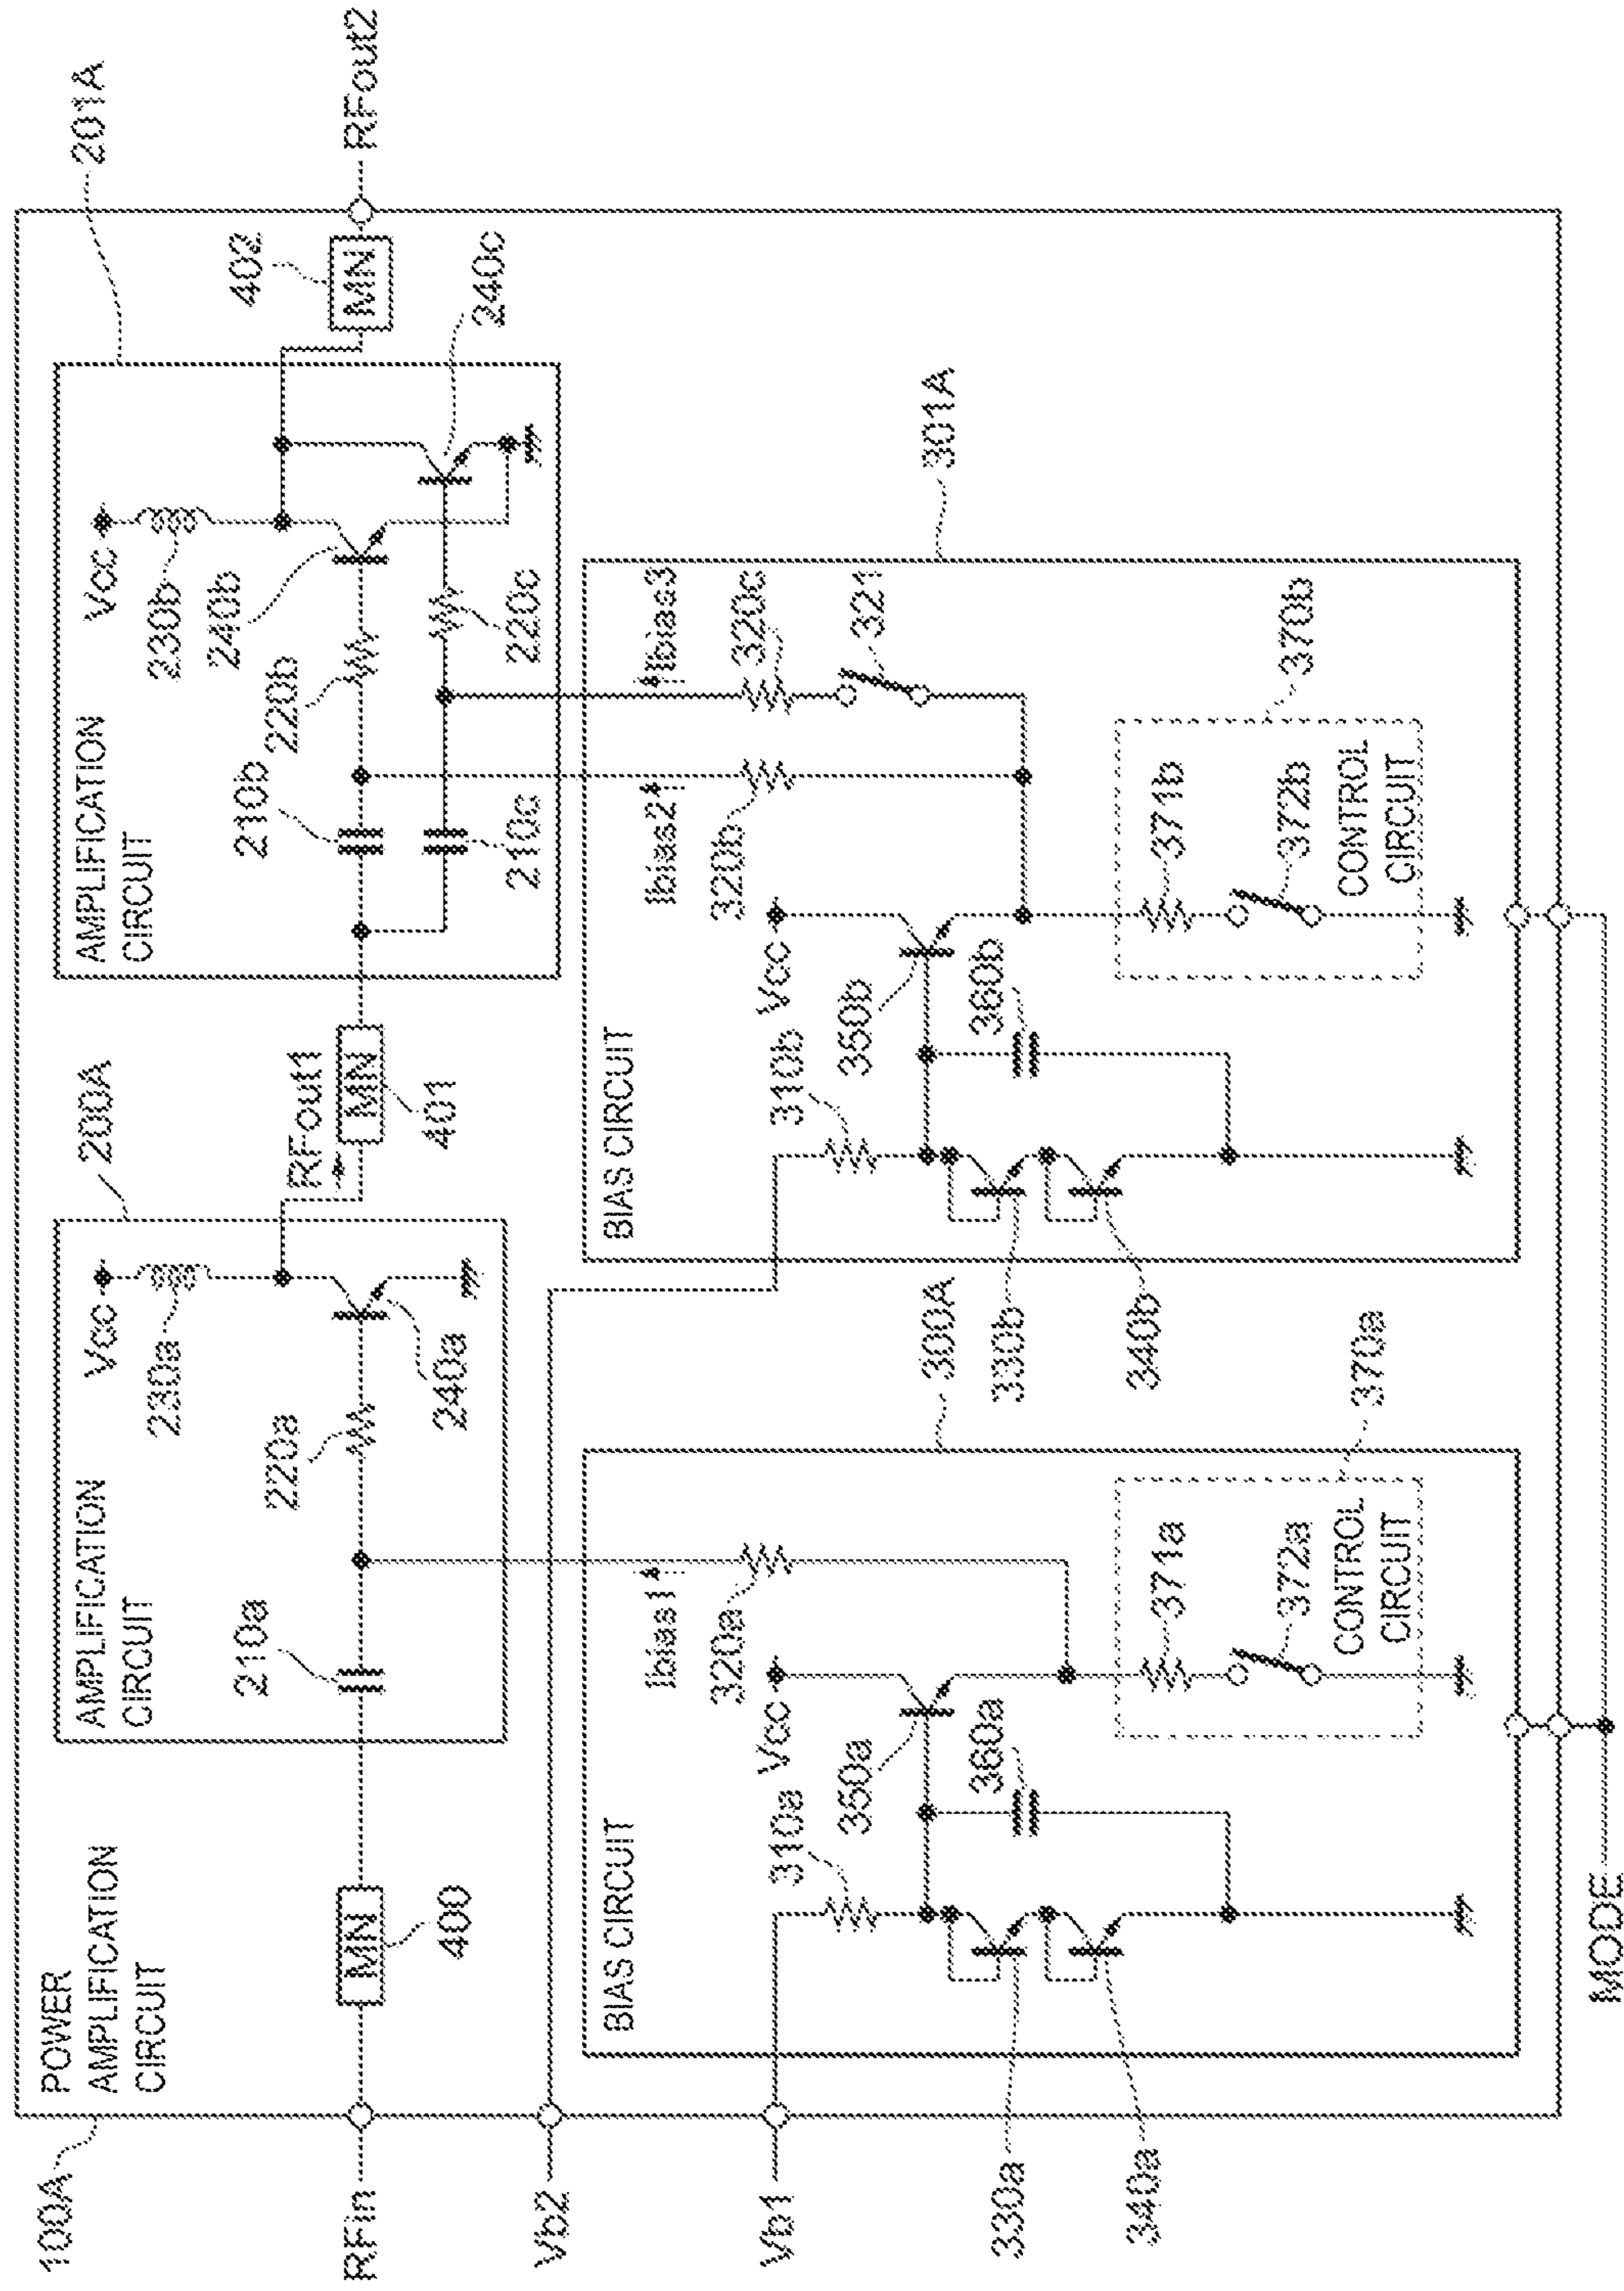 100A
POWER
AMPLIFICATION
CIRCUIT
RFin
MN
400
AMPLIFICATION
CIRCUIT
200A
210a
220a
Vcc
230a
240a
RFout1
MN
401
AMPLIFICATION
CIRCUIT
201A
210b
220b
Vcc
230b
240b
210c
220c
240c
402
MN
RFout2
Vb2
Vb1
BIAS CIRCUIT
300A
Ibias1
320a
310a
Vcc
350a
360a
330a
340a
371a
372a
CONTROL
CIRCUIT
370a
BIAS CIRCUIT
301A
Ibias2
320b
Ibias3
320c
321
310b
Vcc
350b
360b
330b
340b
371b
372b
CONTROL
CIRCUIT
370b
MODE